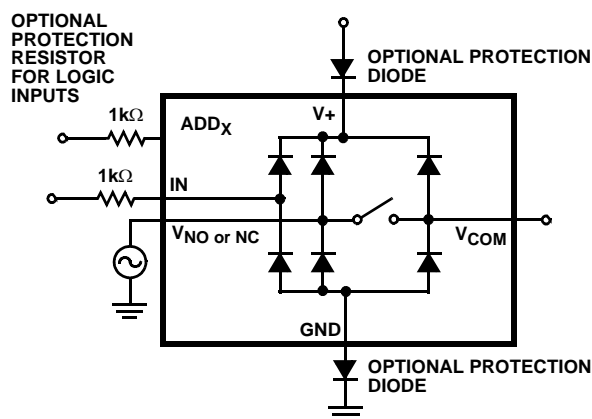 OPTIONAL
PROTECTION
RESISTOR
FOR LOGIC
INPUTS
OPTIONAL PROTECTION
DIODE
1kΩ
ADDX
V+
1kΩ
IN
VNO or NC
VCOM
GND
OPTIONAL PROTECTION
DIODE